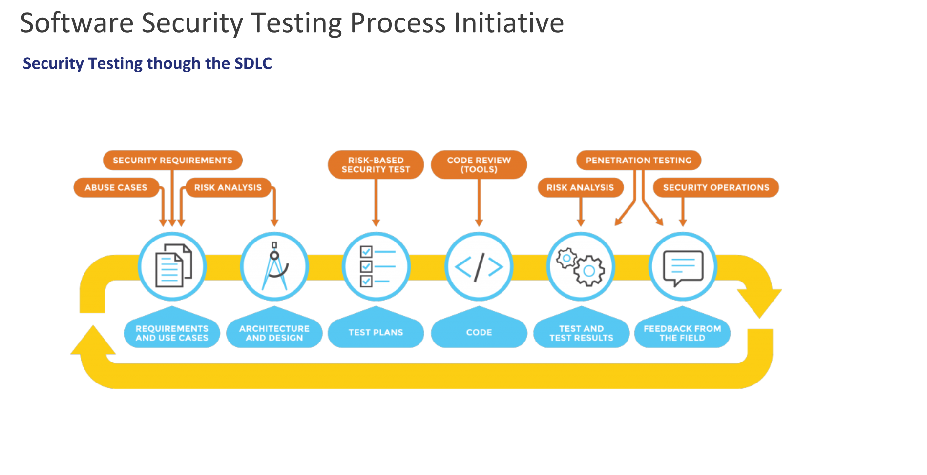 Software Security Testing Process Initiative
Security Testing though the SDLC
SECURITY REQUIREMENTS
ABUSE CASES
RISK ANALYSIS
RISK-BASED
SECURITY TEST
CODE REVIEW
(TOOLS)
PENETRATION TESTING
RISK ANALYSIS
SECURITY OPERATIONS
</>
REQUIREMENTS
AND USE CASES
ARCHITECTURE
AND DESIGN
TEST PLANS
CODE
TEST AND
TEST RESULTS
FEEDBACK FROM
THE FIELD